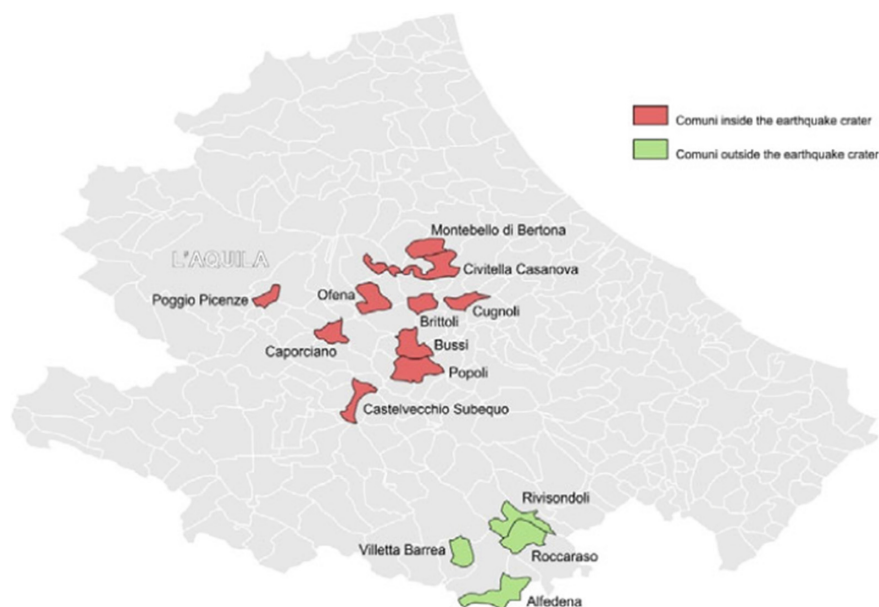 Comuni inside the earthquake crater
Comuni outside the earthquake crater
Montebello di Bertona
L'AQUILA
Civitella Casanova
Poggio Picenze
Ofena
Cugnoli
Brittoli
Caporciano
Bussi
Popoli
Castelvecchio Subequo
Rivisondoli
Villetta Barrea
Roccaraso
Alfedena